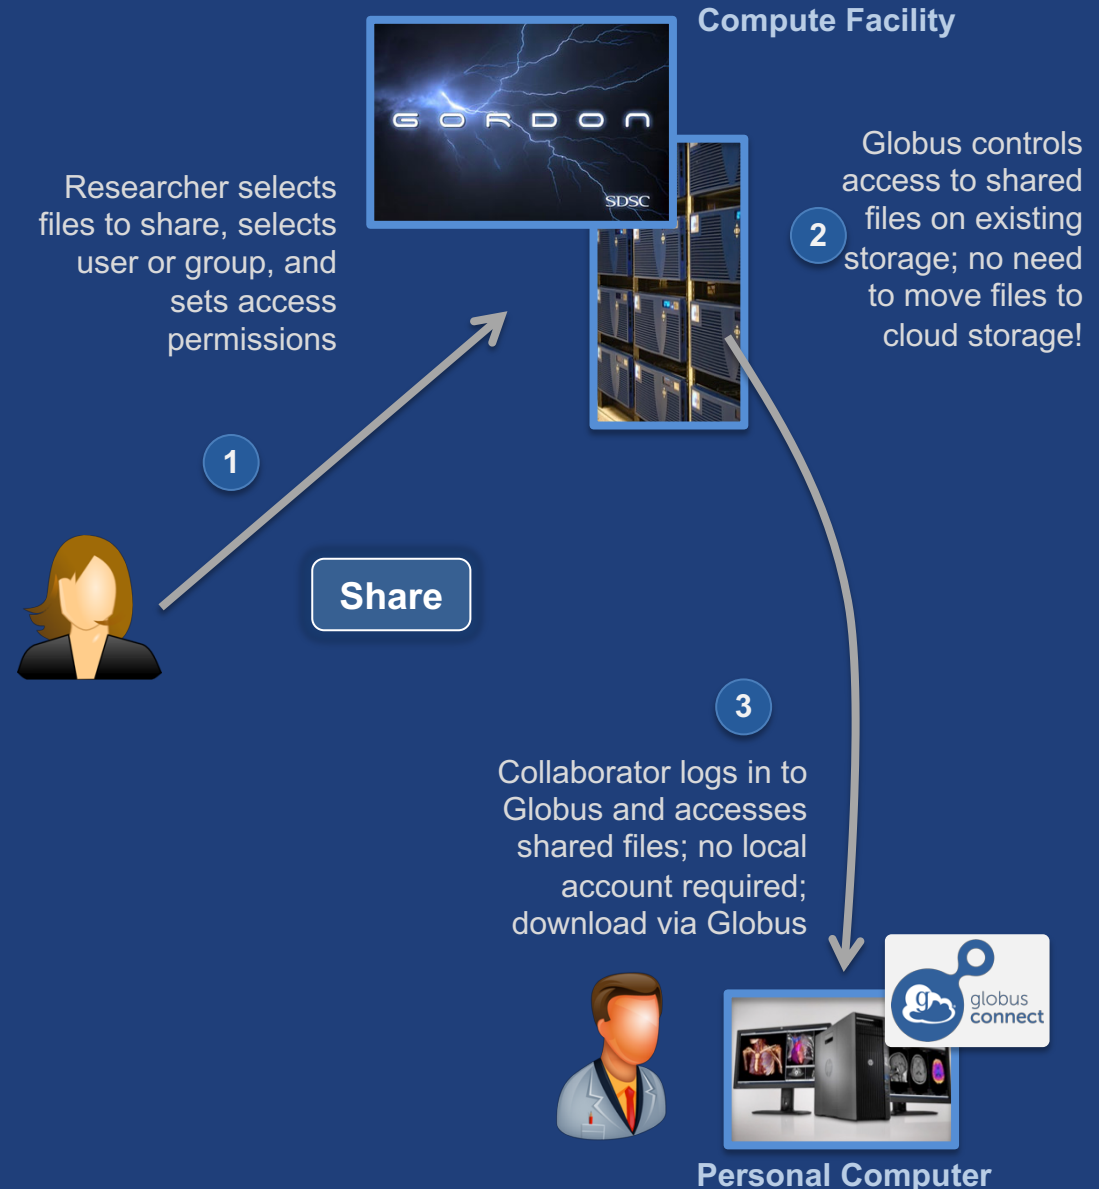 Compute Facility
GORDON
SDSC
Researcher selects
files to share, selects
user or group, and
sets access
permissions
Globus controls
access to shared
files on existing
storage; no need
to move files to
cloud storage!
2
1
Share
3
Collaborator logs in to
Globus and accesses
shared files; no local
account required;
download via Globus
g
globus
connect
Personal Computer